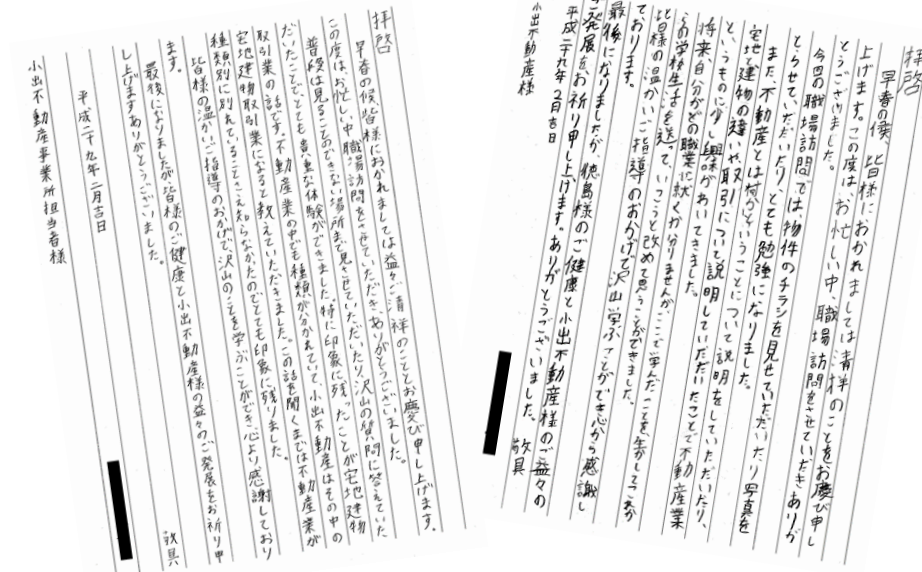 拝啓
早春の候、皆様におかれましては清祥のことをお慶び申し
上げます。この度は、お忙しい中、職場訪問をさせていただきありが
とうございました。
今回の職場訪問では、物件のチラシを見せていただいたり写真を
とらせていただいたり、とても勉強になりました。
また、不動産とは何かということについて説明をしていただいたり、
宅地と建物の違いや取引について説明していただいたことで不動産業
というものに少し興味がわいてきました。
将来自分がどの職業に就くか分りませんがここで学んだことを生かしてこれか
らの学校生活を送っていこうと改めて思うことができました。
皆様の温かいご指導のおかげで沢山学ぶことができ心から感謝し
ております。
最後になりましたが、皆様のご健康と小出不動産様のご益々の
ご発展をお祈り申し上げます。ありがとうございました。
敬具
平成二十九年二月吉日
小出不動産様
拝啓
早春の候、皆様におかれましては益々ご清祥のこととお慶び申し上げます。
この度はお忙しい中、職場訪問をさせていただきありがとうございました。
普段は見ることのできない場所まで見させていただいたり、沢山の質問に答えていた
だいたことで、とても貴重な体験ができました。特に印象に残ったことが宅地建物
取引業の話です。不動産業の中でも種類が分かれていて、小出不動産はその中の
宅地建物取引業になると教えていただきました。この話を聞くまでは不動産業が
種類別に別れていることさえ知らなかったのでとても印象に残りました。
皆様の温かいご指導のおかげで沢山のことを学ぶことができ、心より感謝しており
ます。
最後になりましたが皆様のご健康と小出不動産様の益々のご発展をお祈り申
し上げますありがとうございました。
敬具
平成二十九年二月吉日
小出不動産事業所担当者様